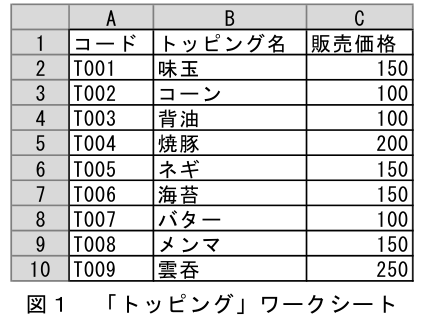 A B C
1 コード トッピング名 販売価格
2 T001 味玉 150
3 T002 コーン 100
4 T003 背油 100
5 T004 焼豚 200
6 T005 ネギ 150
7 T006 海苔 150
8 T007 バター 100
9 T008 メンマ 150
10 T009 雲呑 250
図1 「トッピング」ワークシート